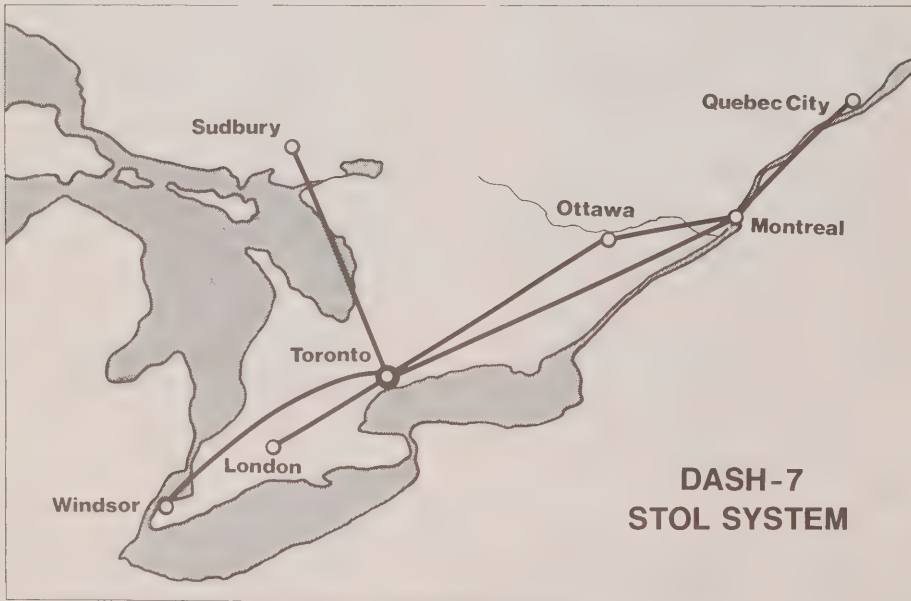 Quebec City
Sudbury
Ottawa
Montreal
Toronto
London
Windsor
DASH-7
STOL SYSTEM